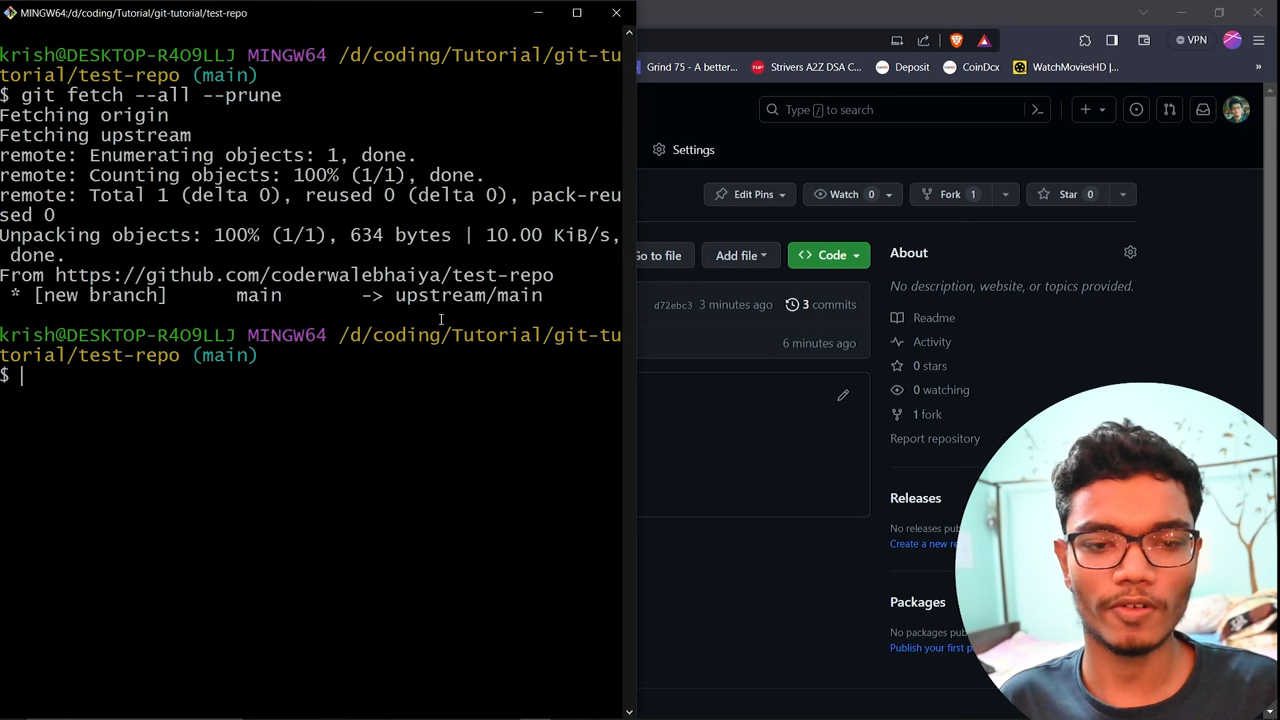 MINGW64:/d/coding/Tutorial/git-tutorial/test-repo
krish@DESKTOP-R4O9LLJ MINGW64 /d/coding/Tutorial/git-tu
torial/test-repo (main)
$ git fetch --all --prune
Fetching origin
Fetching upstream
remote: Enumerating objects: 1, done.
remote: Counting objects: 100% (1/1), done.
remote: Total 1 (delta 0), reused 0 (delta 0), pack-reu
sed 0
Unpacking objects: 100% (1/1), 634 bytes | 10.00 KiB/s,
done.
From https://github.com/coderwalebhaiya/test-repo
* [new branch] main -> upstream/main
krish@DESKTOP-R4O9LLJ MINGW64 /d/coding/Tutorial/git-tu
torial/test-repo (main)
$
VPN
Grind 75 - A better...
TUF
Strivers A2Z DSA C...
Deposit
CoinDcx
WatchMoviesHD |...
»
Type / to search
Settings
Edit Pins
Watch 0
Fork 1
Star 0
Go to file
Add file
<> Code
d72ebc3 3 minutes ago 3 commits
6 minutes ago
About
No description, website, or topics provided.
Readme
Activity
0 stars
0 watching
1 fork
Report repository
Releases
No releases pub
Create a new re
Packages
No packages pub
Publish your first p